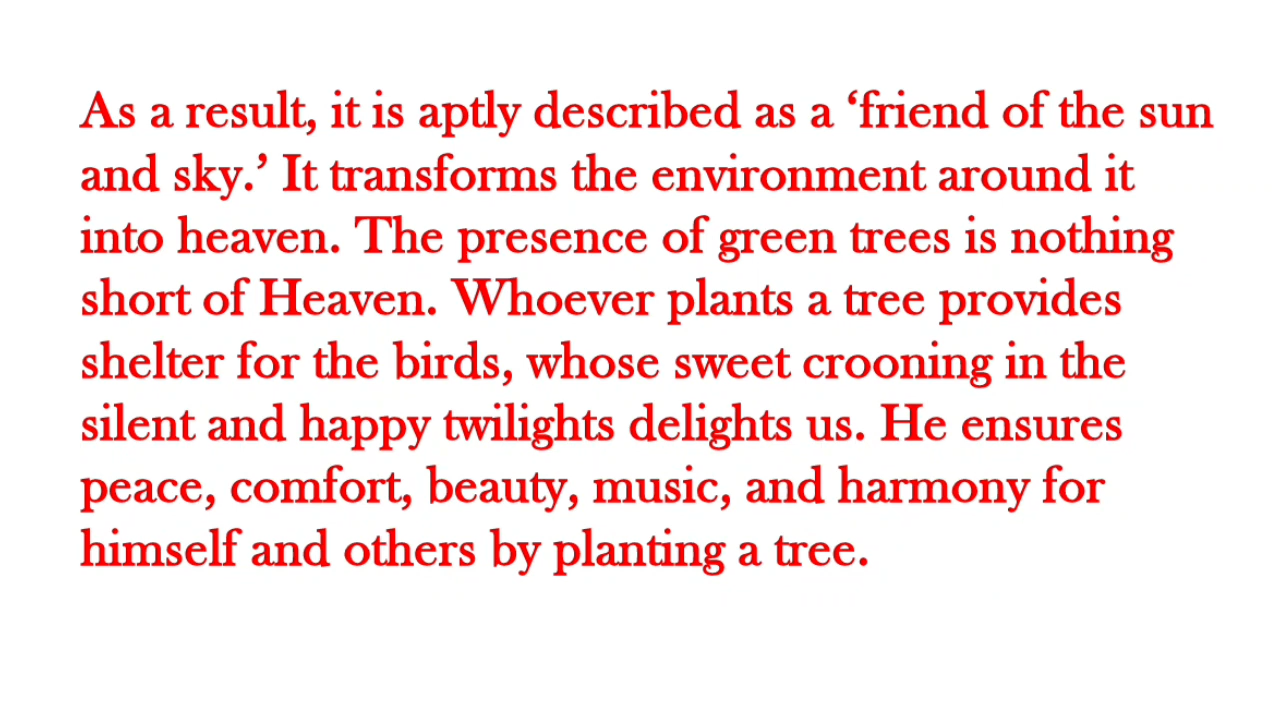 As a result, it is aptly described as a ‘friend of the sun
and sky.’ It transforms the environment around it
into heaven. The presence of green trees is nothing
short of Heaven. Whoever plants a tree provides
shelter for the birds, whose sweet crooning in the
silent and happy twilights delights us. He ensures
peace, comfort, beauty, music, and harmony for
himself and others by planting a tree.